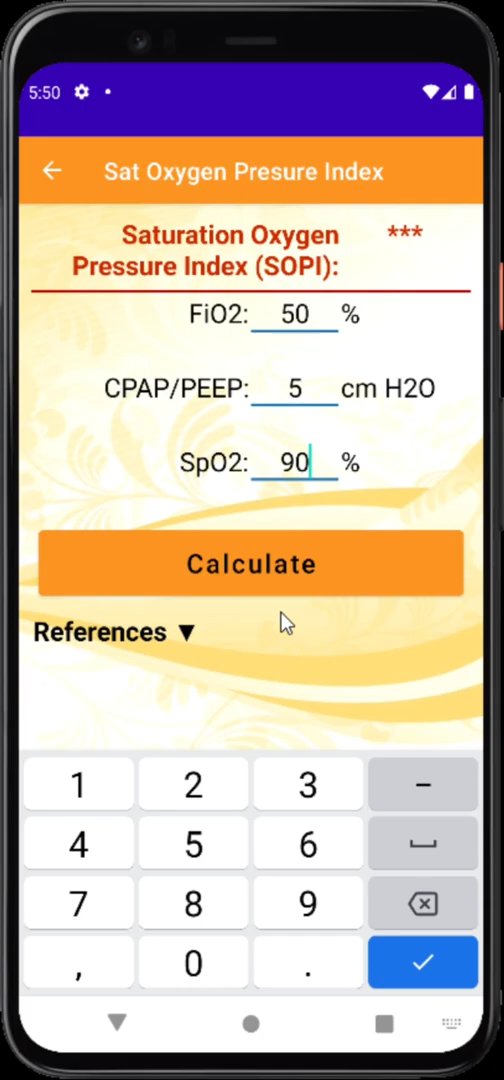 5:50
Sat Oxygen Presure Index
Saturation Oxygen ***
Pressure Index (SOPI):
FiO2: 50 %
CPAP/PEEP: 5 cm H2O
SpO2: 90 %
Calculate
References ▼
1 2 3 –
4 5 6
7 8 9
, 0 .